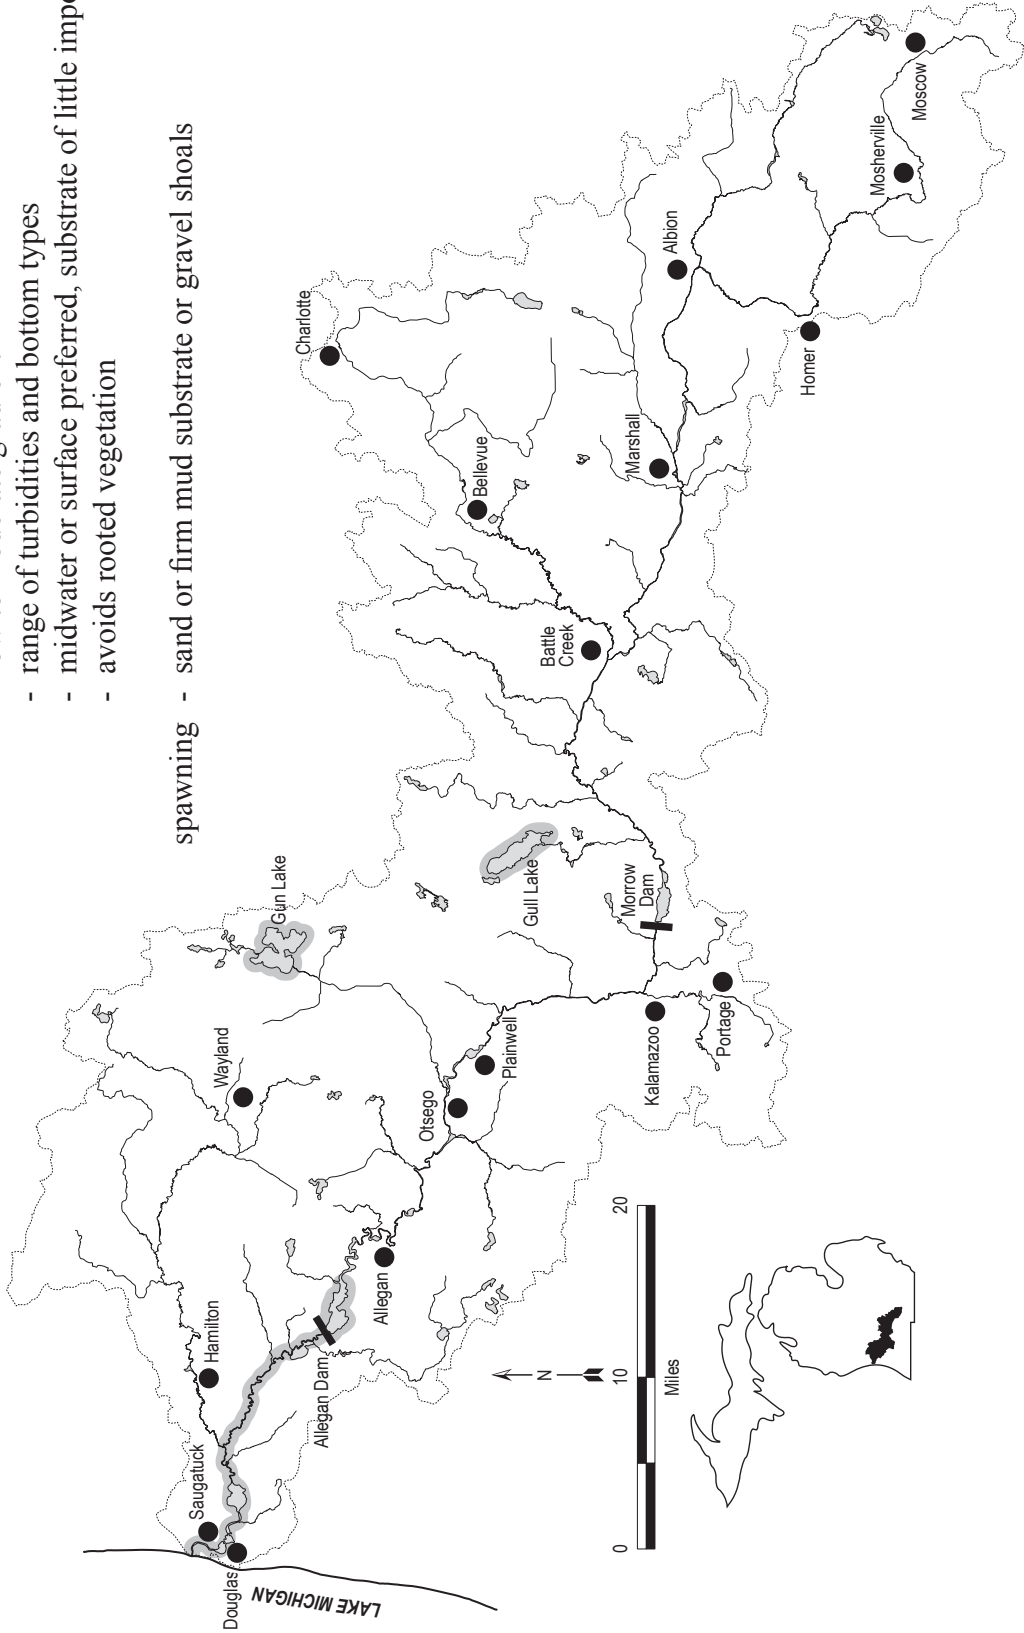 - range of turbidities and bottom types
- midwater or surface preferred, substrate of little
- avoids rooted vegetation
spawning - sand or firm mud substrate or gravel shoals
LAKE MICHIGAN
Douglas
Saugatuck
Hamilton
Allegan Dam
Allegan
Wayland
Otsego
Plainwell
Gun Lake
Gull Lake
Kalamazoo
Portage
Morrow
Dam
Battle
Creek
Bellevue
Charlotte
Marshall
Albion
Homer
Mosherville
Moscow
N
0 10 20
Miles